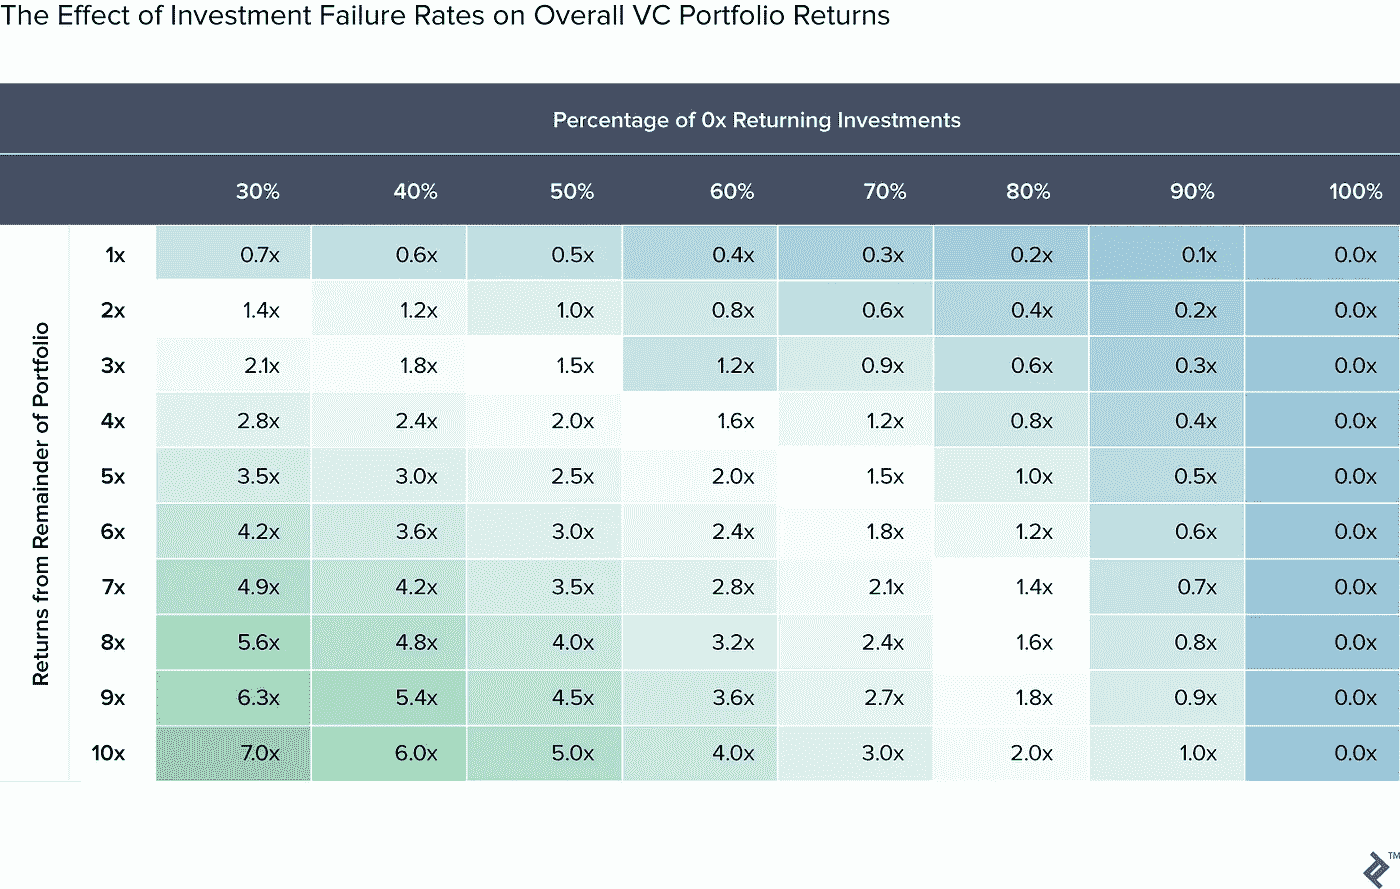 The Effect of Investment Failure Rates on Overall VC Portfolio Returns
Percentage of 0x Returning Investments
30% 40% 50% 60% 70% 80% 90% 100%
Returns from Remainder of Portfolio
1x 0.7x 0.6x 0.5x 0.4x 0.3x 0.2x 0.1x 0.0x
2x 1.4x 1.2x 1.0x 0.8x 0.6x 0.4x 0.2x 0.0x
3x 2.1x 1.8x 1.5x 1.2x 0.9x 0.6x 0.3x 0.0x
4x 2.8x 2.4x 2.0x 1.6x 1.2x 0.8x 0.4x 0.0x
5x 3.5x 3.0x 2.5x 2.0x 1.5x 1.0x 0.5x 0.0x
6x 4.2x 3.6x 3.0x 2.4x 1.8x 1.2x 0.6x 0.0x
7x 4.9x 4.2x 3.5x 2.8x 2.1x 1.4x 0.7x 0.0x
8x 5.6x 4.8x 4.0x 3.2x 2.4x 1.6x 0.8x 0.0x
9x 6.3x 5.4x 4.5x 3.6x 2.7x 1.8x 0.9x 0.0x
10x 7.0x 6.0x 5.0x 4.0x 3.0x 2.0x 1.0x 0.0x
TM